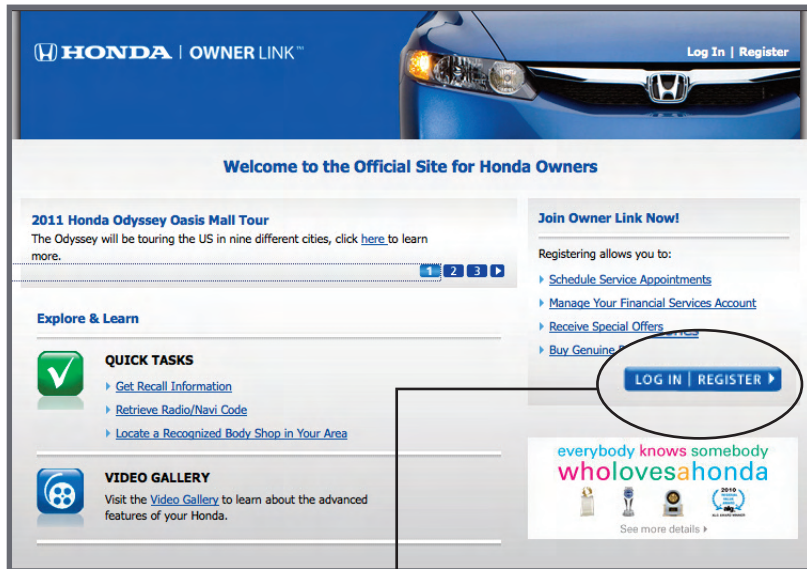 HONDA | OWNER LINK™
Log In | Register
Welcome to the Official Site for Honda Owners
2011 Honda Odyssey Oasis Mall Tour
The Odyssey will be touring the US in nine different cities, click here to learn
more.
1 2 3
Explore & Learn
QUICK TASKS
Get Recall Information
Retrieve Radio/Navi Code
Locate a Recognized Body Shop in Your Area
VIDEO GALLERY
Visit the Video Gallery to learn about the advanced
features of your Honda.
Join Owner Link Now!
Registering allows you to:
Schedule Service Appointments
Manage Your Financial Services Account
Receive Special Offers
Buy Genuine
LOG IN | REGISTER
everybody knows somebody
wholovesahonda
2010
See more details